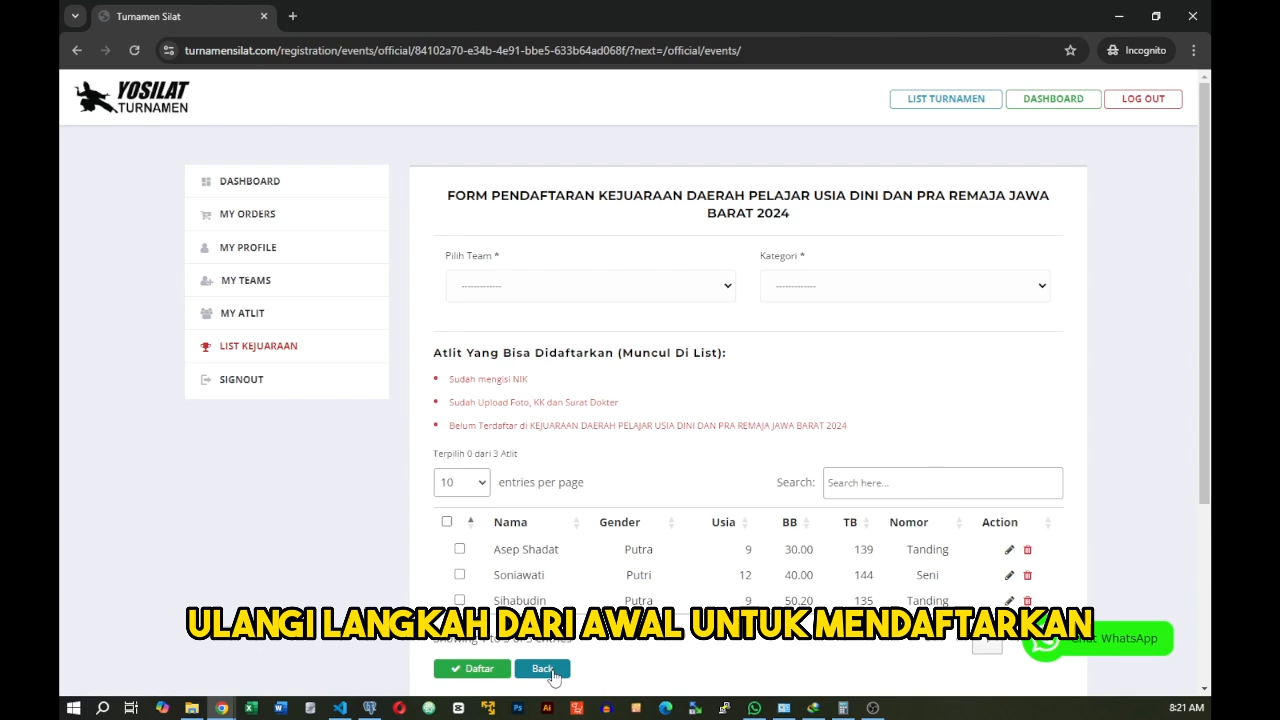 Turnamen Silat
turnamensilat.com/registration/events/official/84102a70-e34b-4e91-bbe5-633b64ad068f/?next=/official/events/
Incognito
YOSILAT
TURNAMEN
LIST TURNAMEN
DASHBOARD
LOG OUT
DASHBOARD
MY ORDERS
MY PROFILE
MY TEAMS
MY ATLIT
LIST KEJUARAAN
SIGNOUT
FORM PENDAFTARAN KEJUARAAN DAERAH PELAJAR USIA DINI DAN PRA REMAJA JAWA
BARAT 2024
Pilih Team * Kategori *
------------- -------------
Atlit Yang Bisa Didaftarkan (Muncul Di List):
Sudah mengisi NIK
Sudah Upload Foto, KK dan Surat Dokter
Belum Terdaftar di KEJUARAAN DAERAH PELAJAR USIA DINI DAN PRA REMAJA JAWA BARAT 2024
Terpilih 0 dari 3 Atlit
10 entries per page Search: Search here...
Nama Gender Usia BB TB Nomor Action
Asep Shadat Putra 9 30.00 139 Tanding
Soniawati Putri 12 40.00 144 Seni
Sihabudin Putra 9 50.20 135 Tanding
ULANGI LANGKAH DARI AWAL UNTUK MENDAFTARKAN
Chat WhatsApp
Daftar Back
8:21 AM